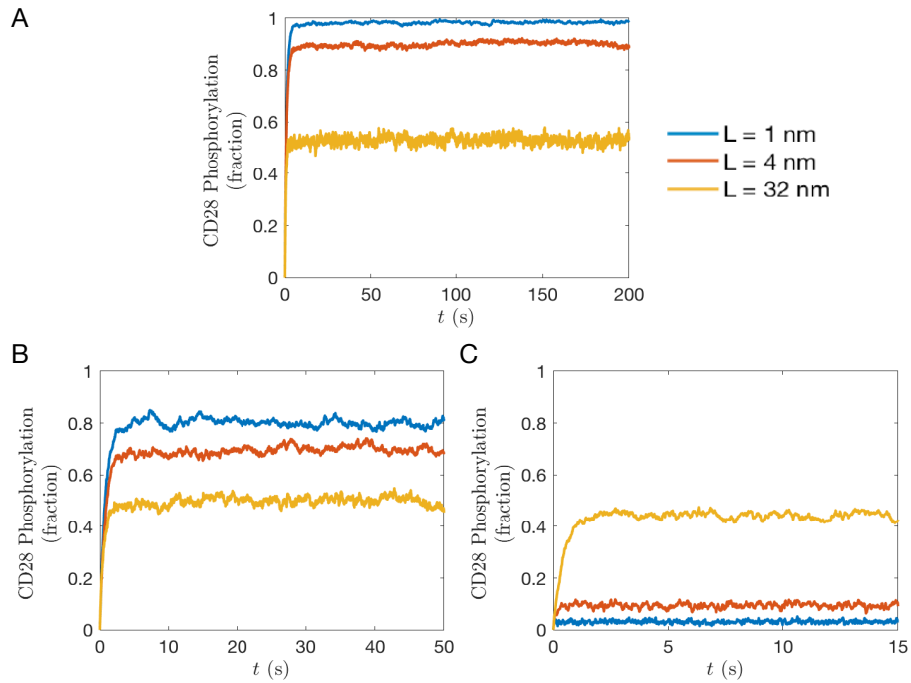 A
CD28 Phosphorylation
(fraction)
1
0.8
0.6
0.4
0.2
0
0 50 100 150 200
t (s)
L = 1 nm
L = 4 nm
L = 32 nm
B
CD28 Phosphorylation
(fraction)
1
0.8
0.6
0.4
0.2
0
0 10 20 30 40 50
t (s)
C
CD28 Phosphorylation
(fraction)
1
0.8
0.6
0.4
0.2
0
0 5 10 15
t (s)